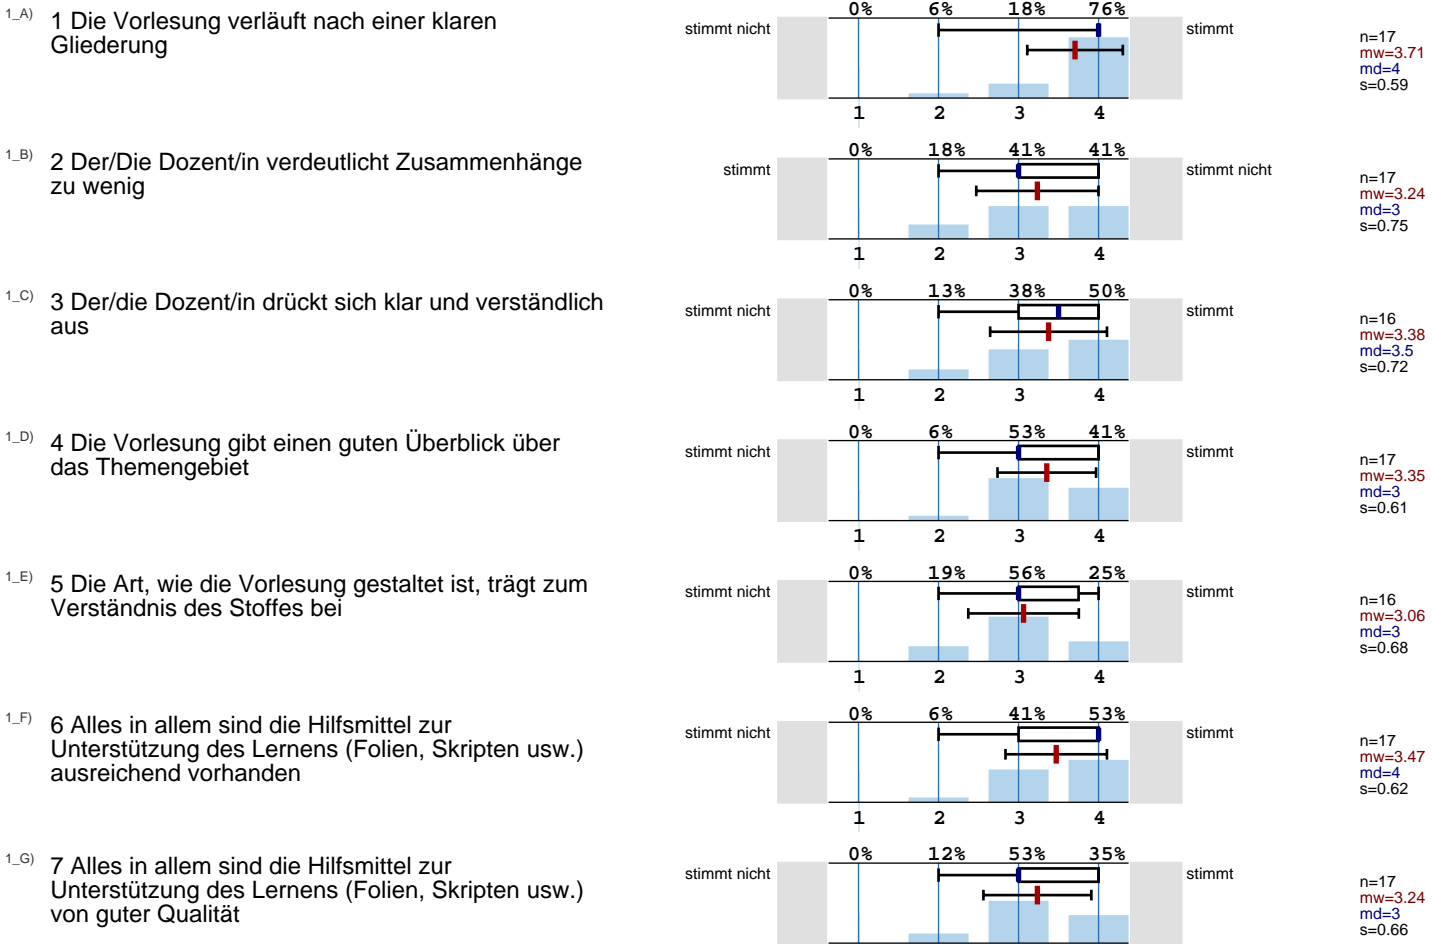 1_A) 1 Die Vorlesung verläuft nach einer klaren
Gliederung
0% 6% 18% 76%
stimmt nicht stimmt
1 2 3 4
n=17
mw=3.71
md=4
s=0.59
1_B) 2 Der/Die Dozent/in verdeutlicht Zusammenhänge
zu wenig
0% 18% 41% 41%
stimmt stimmt nicht
1 2 3 4
n=17
mw=3.24
md=3
s=0.75
1_C) 3 Der/die Dozent/in drückt sich klar und verständlich
aus
0% 13% 38% 50%
stimmt nicht stimmt
1 2 3 4
n=16
mw=3.38
md=3.5
s=0.72
1_D) 4 Die Vorlesung gibt einen guten Überblick über
das Themengebiet
0% 6% 53% 41%
stimmt nicht stimmt
1 2 3 4
n=17
mw=3.35
md=3
s=0.61
1_E) 5 Die Art, wie die Vorlesung gestaltet ist, trägt zum
Verständnis des Stoffes bei
0% 19% 56% 25%
stimmt nicht stimmt
1 2 3 4
n=16
mw=3.06
md=3
s=0.68
1_F) 6 Alles in allem sind die Hilfsmittel zur
Unterstützung des Lernens (Folien, Skripten usw.)
ausreichend vorhanden
0% 6% 41% 53%
stimmt nicht stimmt
1 2 3 4
n=17
mw=3.47
md=4
s=0.62
1_G) 7 Alles in allem sind die Hilfsmittel zur
Unterstützung des Lernens (Folien, Skripten usw.)
von guter Qualität
0% 12% 53% 35%
stimmt nicht stimmt
n=17
mw=3.24
md=3
s=0.66